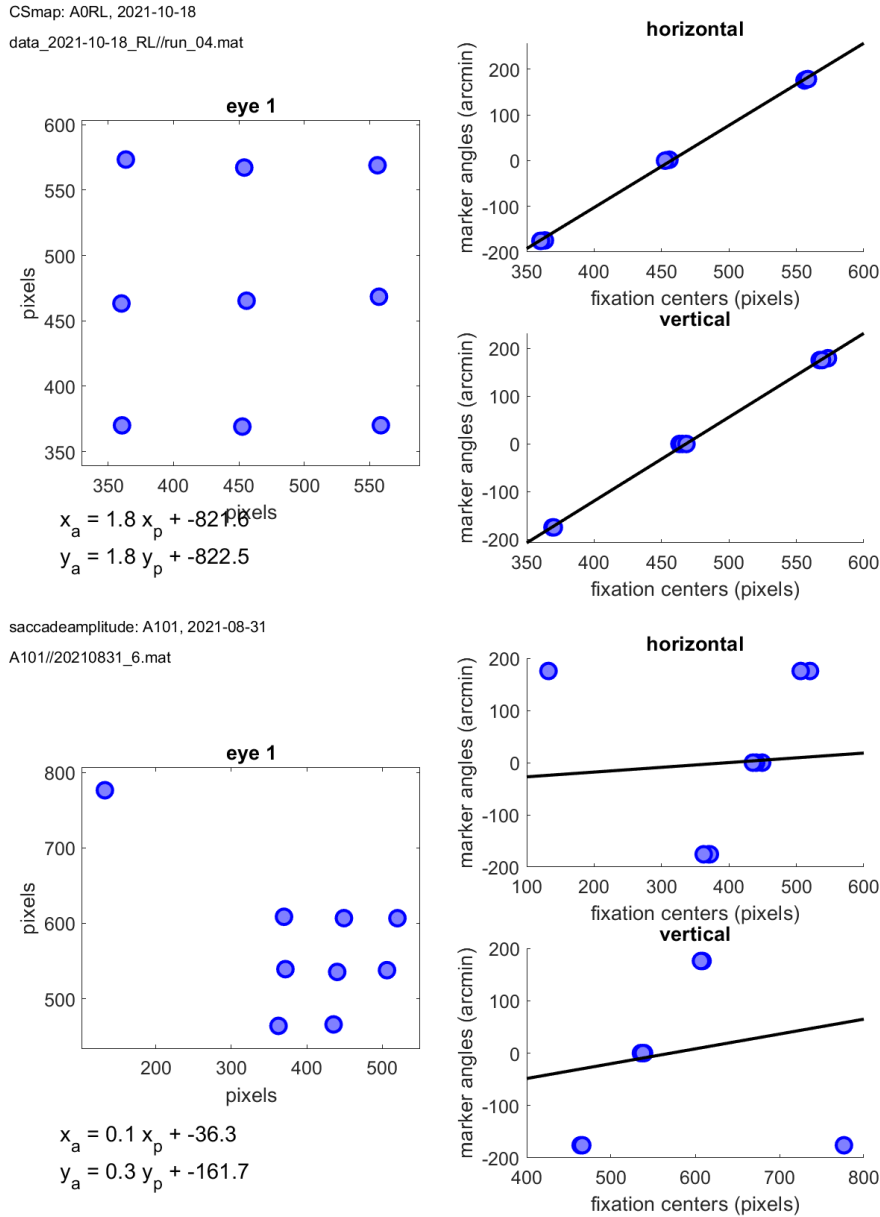 CSmap: A0RL, 2021-10-18
data_2021-10-18_RL//run_04.mat
eye 1
600
550
500
450
400
350
pixels
350 400 450 500 550
pixels
x_a = 1.8 x_p + -821.6
y_a = 1.8 y_p + -822.5
horizontal
200
100
0
-100
-200
marker angles (arcmin)
350 400 450 500 550 600
fixation centers (pixels)
vertical
200
100
0
-100
-200
marker angles (arcmin)
350 400 450 500 550 600
fixation centers (pixels)
saccadeamplitude: A101, 2021-08-31
A101//20210831_6.mat
eye 1
800
700
600
500
pixels
200 300 400 500
pixels
x_a = 0.1 x_p + -36.3
y_a = 0.3 y_p + -161.7
horizontal
200
100
0
-100
-200
marker angles (arcmin)
100 200 300 400 500 600
fixation centers (pixels)
vertical
200
100
0
-100
-200
marker angles (arcmin)
400 500 600 700 800
fixation centers (pixels)